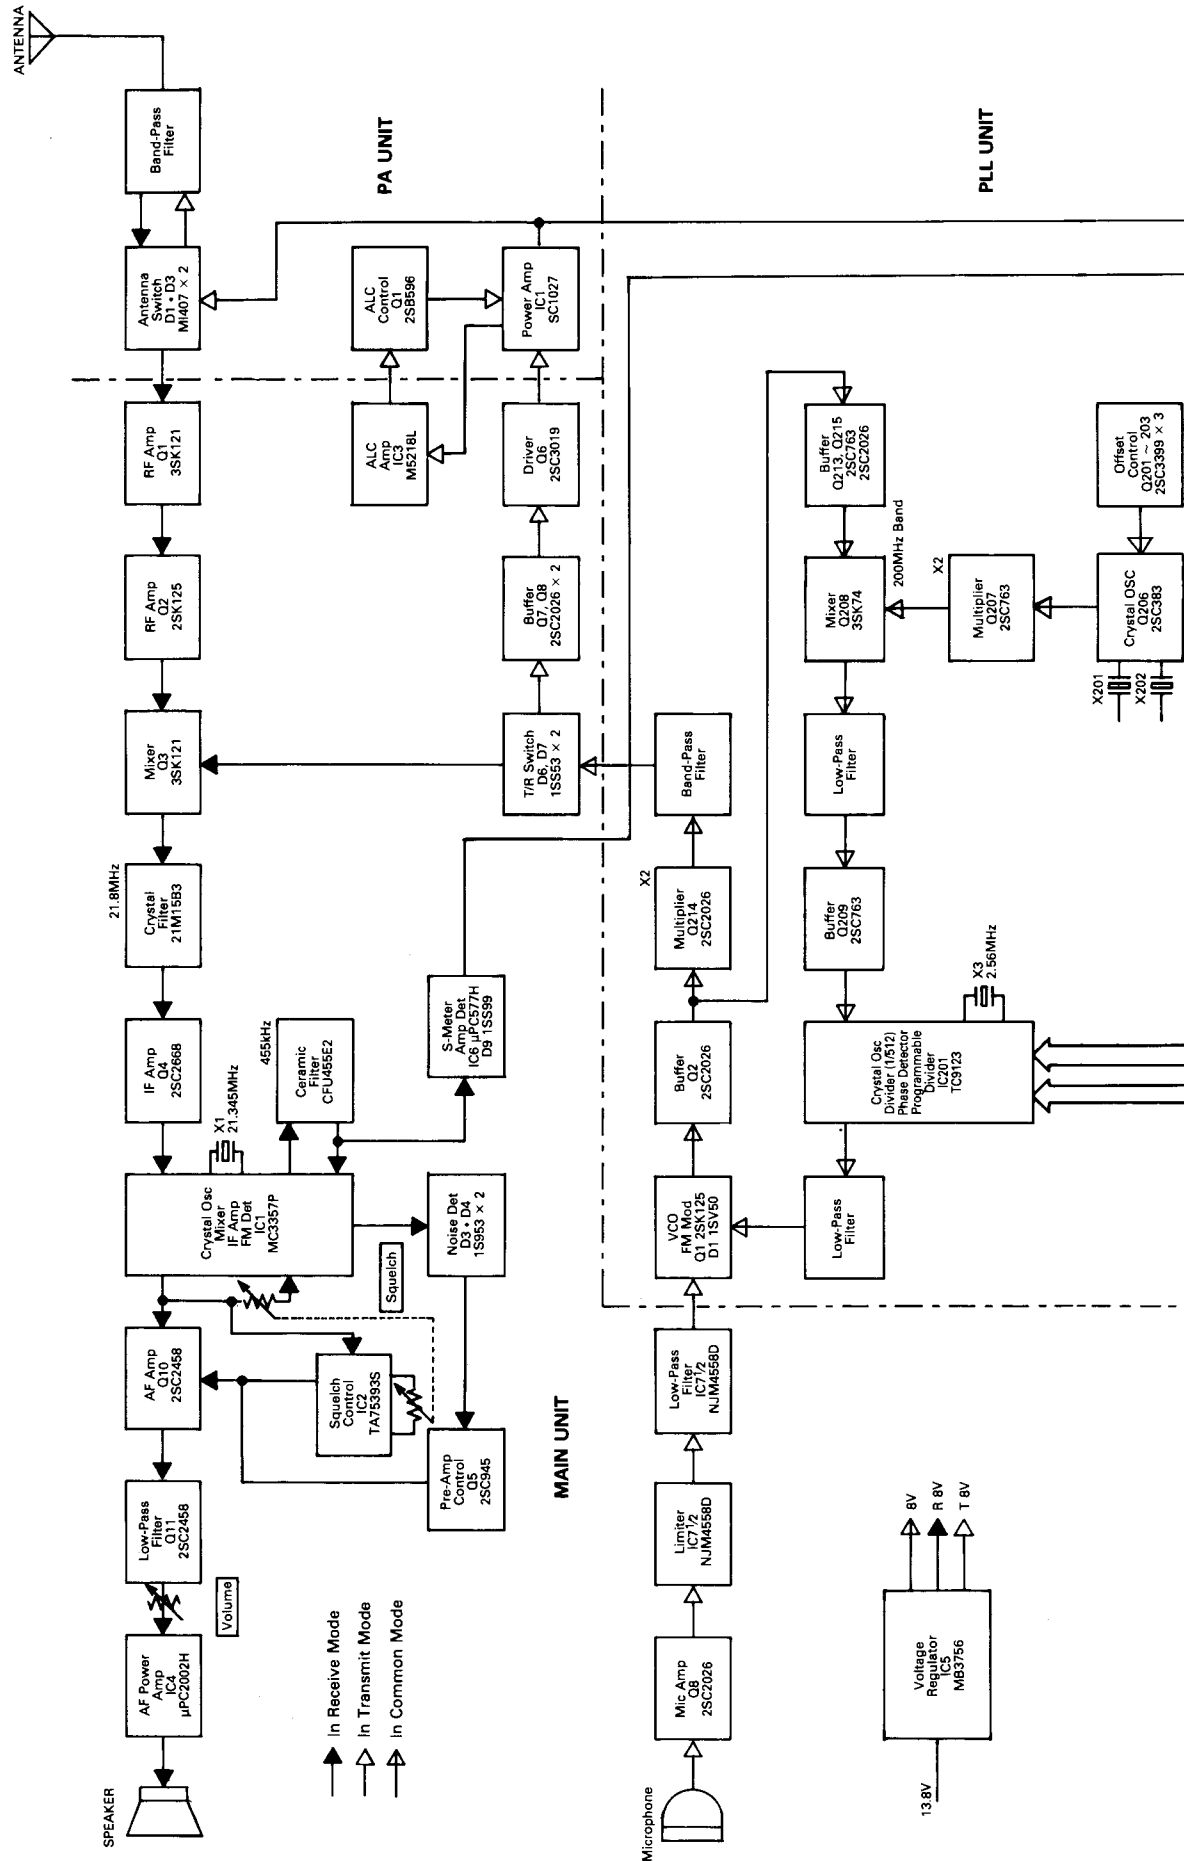 ANTENNA
Band-Pass
Filter
Antenna
Switch
D1 • D3
MI407 × 2
RF Amp
Q1
3SK121
RF Amp
Q2
2SK125
Mixer
Q3
3SK121
21.8MHz
Crystal
Filter
21M15B3
IF Amp
Q4
2SC2668
X1
21.345MHz
Crystal Osc
Mixer
IF Amp
FM Det
IC1
MC3357P
455kHz
Ceramic
Filter
CFU455E2
S-Meter
Amp Det
IC6 µPC577H
D9 1SS99
Noise Det
D3 • D4
1S953 × 2
Squelch
AF Amp
Q10
2SC2458
Squelch
Control
IC2
TA75393S
Pre-Amp
Control
Q5
2SC945
Low-Pass
Filter
Q11
2SC2458
Volume
AF Power
Amp
IC4
µPC2002H
SPEAKER
In Receive Mode
In Transmit Mode
In Common Mode
MAIN UNIT
PA UNIT
ALC
Control
Q1
2SB596
ALC
Amp
IC3
M5218L
Power Amp
IC1
SC1027
Driver
Q6
2SC3019
Buffer
Q7, Q8
2SC2026 × 2
T/R Switch
D6, D7
1SS53 × 2
PLL UNIT
Band-Pass
Filter
X2
Multiplier
Q214
2SC2026
Buffer
Q2
2SC2026
VCO
FM Mod
Q1 2SK125
D1 1SV50
Low-Pass
Filter
IC7 1/2
NJM4558D
Limiter
IC7 1/2
NJM4558D
Mic Amp
Q8
2SC2026
Microphone
Buffer
Q213, Q215
2SC763
2SC2026
200MHz Band
Mixer
Q208
3SK74
Low-Pass
Filter
Buffer
Q209
2SC763
Crystal Osc
Divider (1/512)
Phase Detector
Programmable
Divider
IC201
TC9123
X3
2.56MHz
Low-Pass
Filter
X2
Multiplier
Q207
2SC763
Offset
Control
Q201 ~ 203
2SC3399 × 3
Crystal OSC
Q206
2SC383
X201
X202
13.8V
Voltage
Regulator
IC5
MB3756
8V
R 8V
T 8V